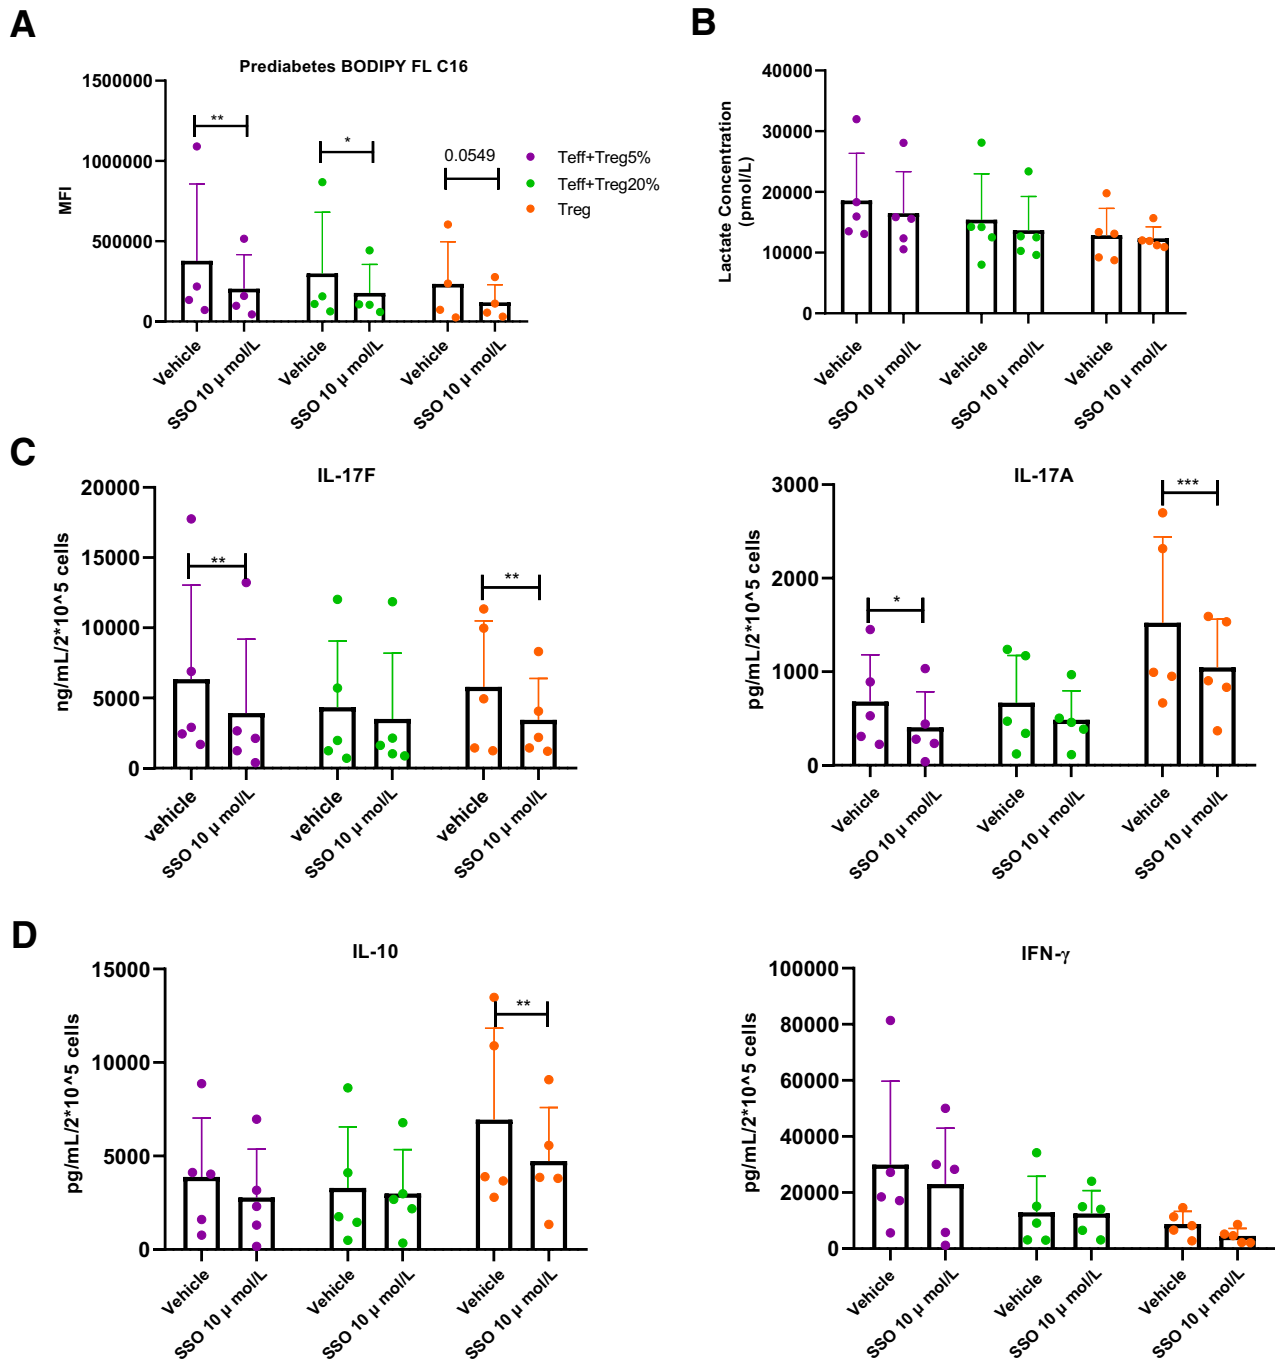 A
Prediabetes BODIPY FL C16
1500000
1000000
500000
0
MFI
**
*
0.0549
Teff+Treg5%
Teff+Treg20%
Treg
Vehicle
SSO 10 µ mol/L
Vehicle
SSO 10 µ mol/L
Vehicle
SSO 10 µ mol/L
B
40000
30000
20000
10000
0
Lactate Concentration
(pmol/L)
Vehicle
SSO 10 µ mol/L
Vehicle
SSO 10 µ mol/L
Vehicle
SSO 10 µ mol/L
C
IL-17F
20000
15000
10000
5000
0
ng/mL/2*10^5 cells
**
**
vehicle
SSO 10 µ mol/L
vehicle
SSO 10 µ mol/L
vehicle
SSO 10 µ mol/L
IL-17A
3000
2000
1000
0
pg/mL/2*10^5 cells
*
***
Vehicle
SSO 10 µ mol/L
Vehicle
SSO 10 µ mol/L
Vehicle
SSO 10 µ mol/L
D
IL-10
15000
10000
5000
0
pg/mL/2*10^5 cells
**
Vehicle
SSO 10 µ mol/L
Vehicle
SSO 10 µ mol/L
Vehicle
SSO 10 µ mol/L
IFN-γ
100000
80000
60000
40000
20000
0
pg/mL/2*10^5 cells
Vehicle
SSO 10 µ mol/L
Vehicle
SSO 10 µ mol/L
Vehicle
SSO 10 µ mol/L